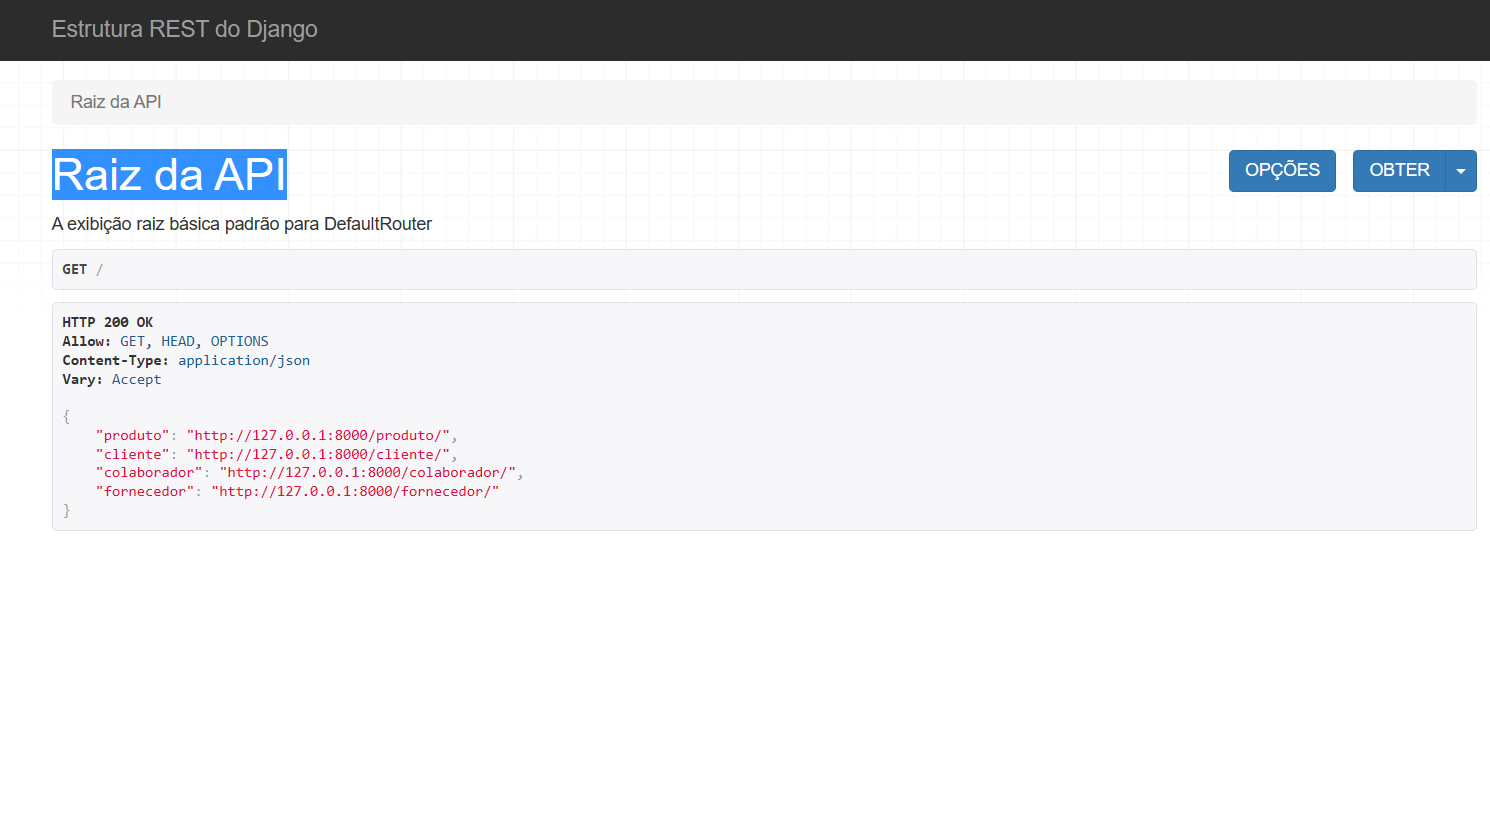 Estrutura REST do Django
Raiz da API
Raiz da API
OPÇÕES
OBTER
A exibição raiz básica padrão para DefaultRouter
GET /
HTTP 200 OK
Allow: GET, HEAD, OPTIONS
Content-Type: application/json
Vary: Accept
{
    "produto": "http://127.0.0.1:8000/produto/",
    "cliente": "http://127.0.0.1:8000/cliente/",
    "colaborador": "http://127.0.0.1:8000/colaborador/",
    "fornecedor": "http://127.0.0.1:8000/fornecedor/"
}